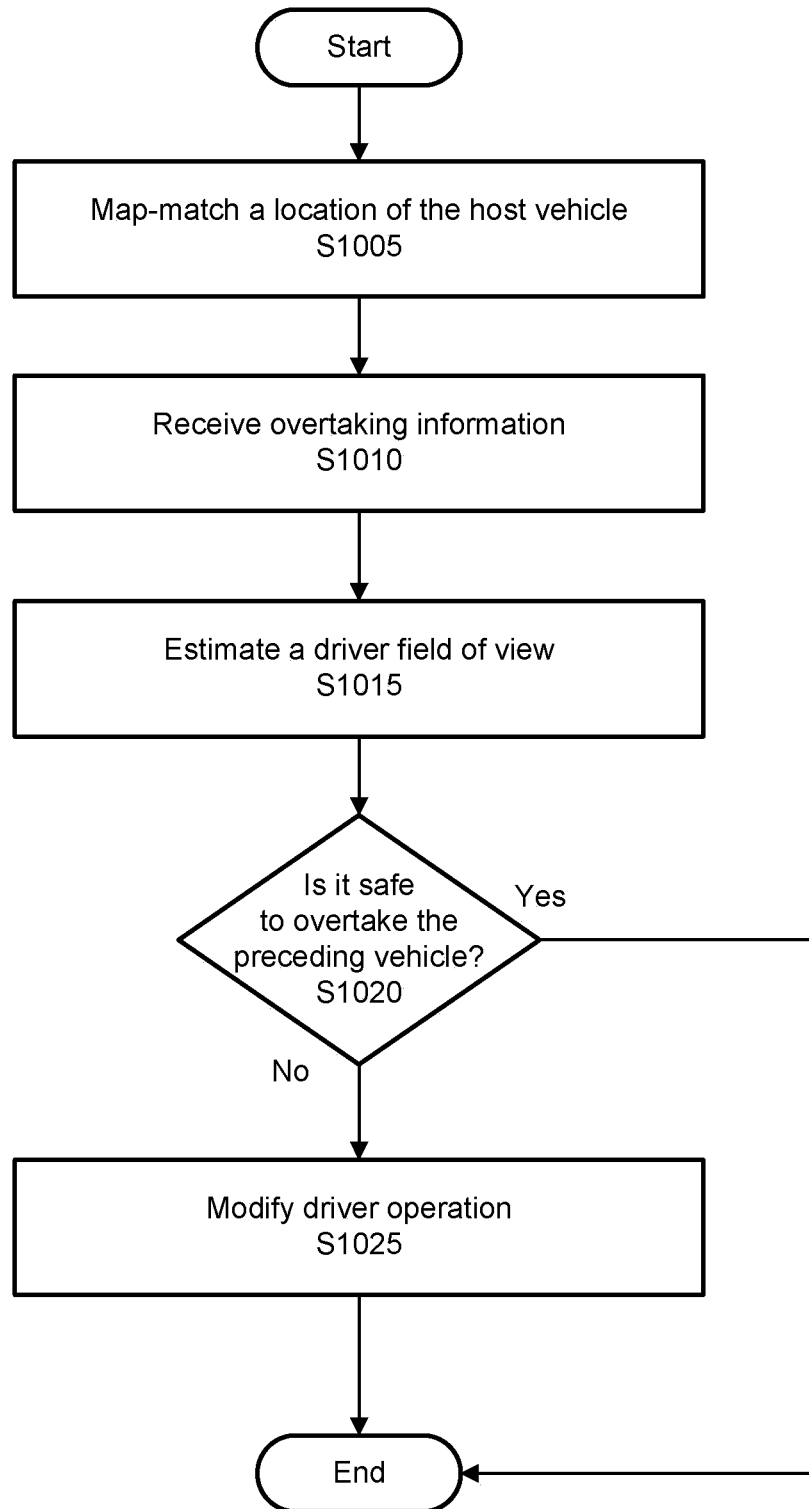 Start
Map-match a location of the host vehicle
S1005
Receive overtaking information
S1010
Estimate a driver field of view
S1015
Is it safe
to overtake the
preceding vehicle?
S1020
Yes
No
Modify driver operation
S1025
End